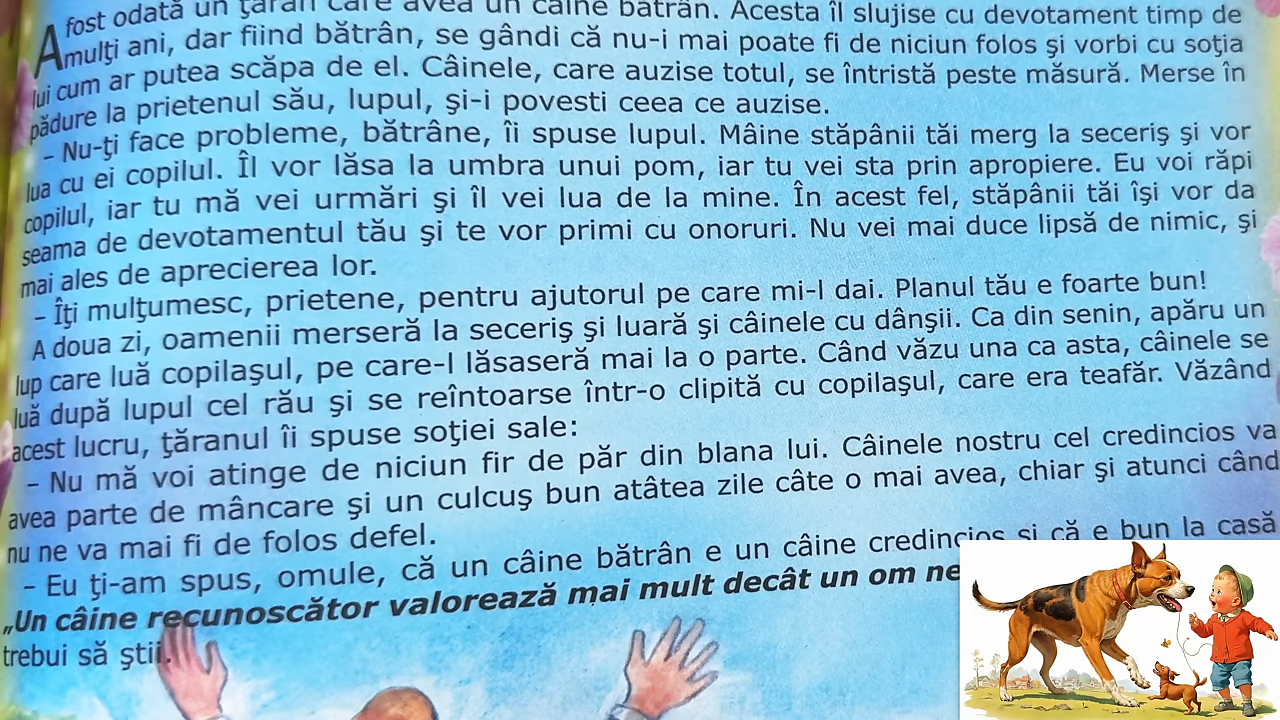 A fost odată un ţăran care avea un câine bătrân. Acesta îl slujise cu devotament timp de
mulţi ani, dar fiind bătrân, se gândi că nu-i mai poate fi de niciun folos şi vorbi cu soţia
lui cum ar putea scăpa de el. Câinele, care auzise totul, se întristă peste măsură. Merse în
pădure la prietenul său, lupul, şi-i povesti ceea ce auzise.
– Nu-ţi face probleme, bătrâne, îi spuse lupul. Mâine stăpânii tăi merg la seceriş şi vor
lua cu ei copilul. Îl vor lăsa la umbra unui pom, iar tu vei sta prin apropiere. Eu voi răpi
copilul, iar tu mă vei urmări şi îl vei lua de la mine. În acest fel, stăpânii tăi îşi vor da
seama de devotamentul tău şi te vor primi cu onoruri. Nu vei mai duce lipsă de nimic, şi
mai ales de aprecierea lor.
– Îţi mulţumesc, prietene, pentru ajutorul pe care mi-l dai. Planul tău e foarte bun!
A doua zi, oamenii merseră la seceriş şi luară şi câinele cu dânşii. Ca din senin, apăru un
lup care luă copilaşul, pe care-l lăsaseră mai la o parte. Când văzu una ca asta, câinele se
luă după lupul cel rău şi se reîntoarse într-o clipită cu copilaşul, care era teafăr. Văzând
acest lucru, ţăranul îi spuse soţiei sale:
– Nu mă voi atinge de niciun fir de păr din blana lui. Câinele nostru cel credincios va
avea parte de mâncare şi un culcuş bun atâtea zile câte o mai avea, chiar şi atunci când
nu ne va mai fi de folos defel.
– Eu ţi-am spus, omule, că un câine bătrân e un câine credincios şi că e bun la casă
„Un câine recunoscător valorează mai mult decât un om ne
trebui să ştii.